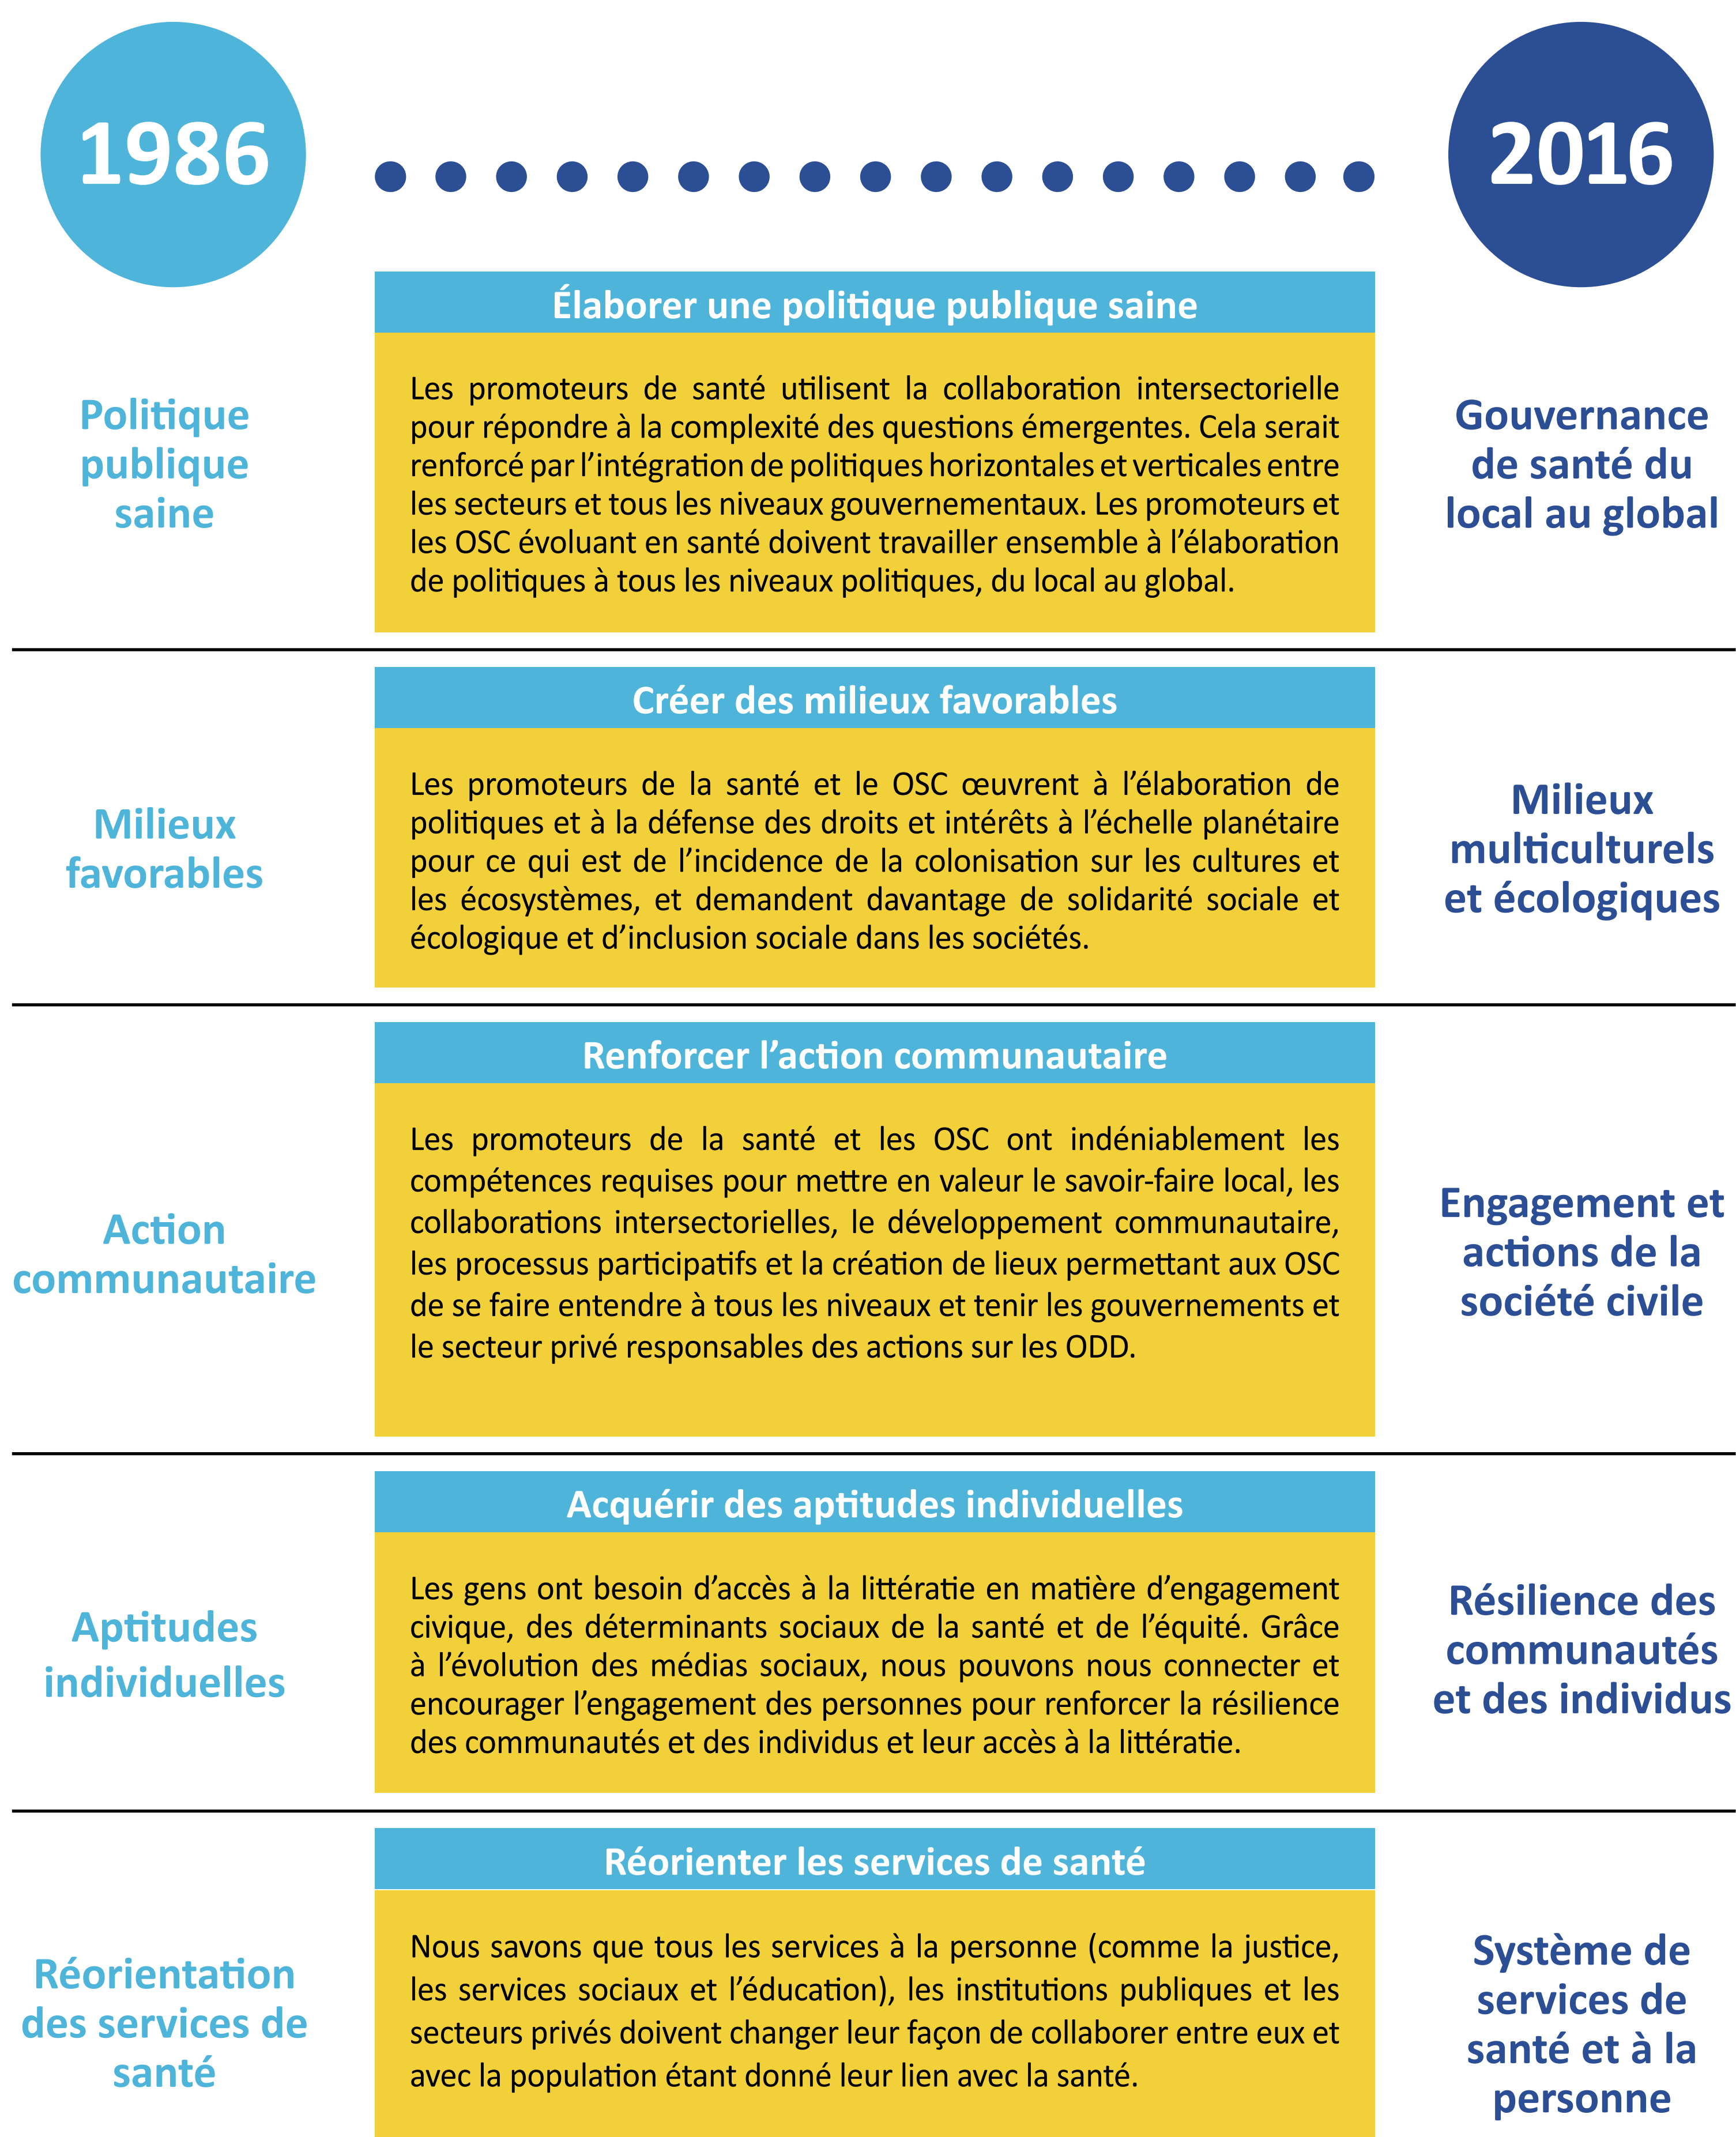 1986
2016
Élaborer une politique publique saine
Politique
publique
saine
Les promoteurs de santé utilisent la collaboration intersectorielle
pour répondre à la complexité des questions émergentes. Cela serait
renforcé par l’intégration de politiques horizontales et verticales entre
les secteurs et tous les niveaux gouvernementaux. Les promoteurs et
les OSC évoluant en santé doivent travailler ensemble à l’élaboration
de politiques à tous les niveaux politiques, du local au global.
Gouvernance
de santé du
local au global
Créer des milieux favorables
Milieux
favorables
Les promoteurs de la santé et le OSC œuvrent à l’élaboration de
politiques et à la défense des droits et intérêts à l’échelle planétaire
pour ce qui est de l’incidence de la colonisation sur les cultures et
les écosystèmes, et demandent davantage de solidarité sociale et
écologique et d’inclusion sociale dans les sociétés.
Milieux
multiculturels
et écologiques
Renforcer l’action communautaire
Action
communautaire
Les promoteurs de la santé et les OSC ont indéniablement les
compétences requises pour mettre en valeur le savoir-faire local, les
collaborations intersectorielles, le développement communautaire,
les processus participatifs et la création de lieux permettant aux OSC
de se faire entendre à tous les niveaux et tenir les gouvernements et
le secteur privé responsables des actions sur les ODD.
Engagement et
actions de la
société civile
Acquérir des aptitudes individuelles
Aptitudes
individuelles
Les gens ont besoin d’accès à la littératie en matière d’engagement
civique, des déterminants sociaux de la santé et de l’équité. Grâce
à l’évolution des médias sociaux, nous pouvons nous connecter et
encourager l’engagement des personnes pour renforcer la résilience
des communautés et des individus et leur accès à la littératie.
Résilience des
communautés
et des individus
Réorienter les services de santé
Réorientation
des services de
santé
Nous savons que tous les services à la personne (comme la justice,
les services sociaux et l’éducation), les institutions publiques et les
secteurs privés doivent changer leur façon de collaborer entre eux et
avec la population étant donné leur lien avec la santé.
Système de
services de
santé et à la
personne